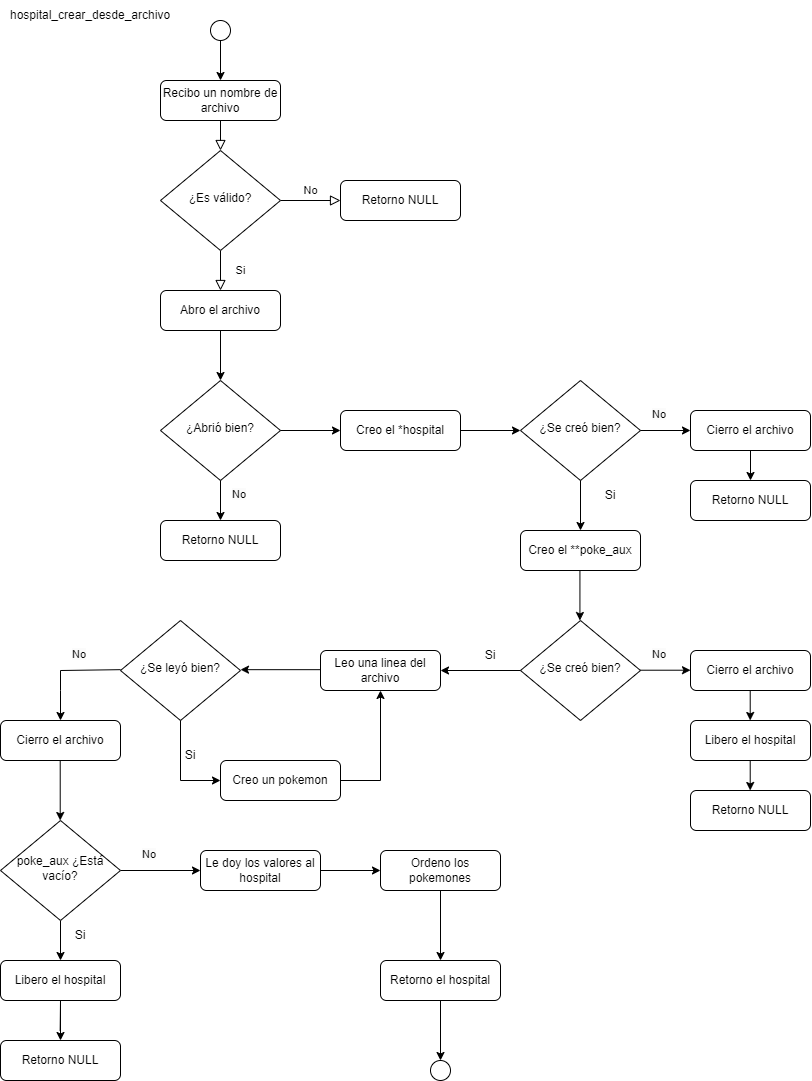 hospital_crear_desde_archivo
Recibo un nombre de
archivo
¿Es válido?
No
Retorno NULL
Si
Abro el archivo
¿Abrió bien?
Creo el *hospital
¿Se creó bien?
No
Cierro el archivo
Retorno NULL
No
Retorno NULL
Si
Creo el **poke_aux
¿Se creó bien?
No
Cierro el archivo
Libero el hospital
Retorno NULL
Si
Leo una linea del
archivo
¿Se leyó bien?
Si
Creo un pokemon
No
Cierro el archivo
poke_aux ¿Está
vacío?
No
Le doy los valores al
hospital
Ordeno los
pokemones
Retorno el hospital
Si
Libero el hospital
Retorno NULL